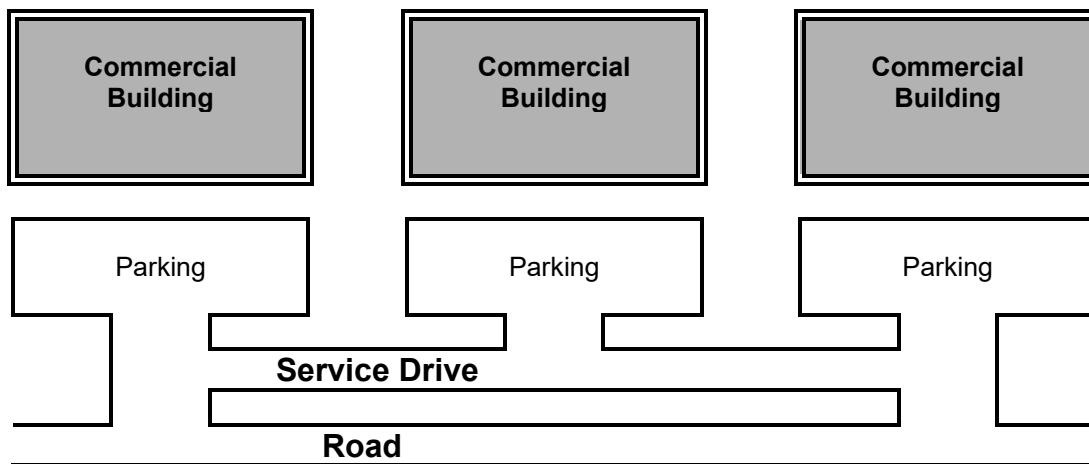 Commercial
Building
Commercial
Building
Commercial
Building
Parking
Parking
Parking
Service Drive
Road